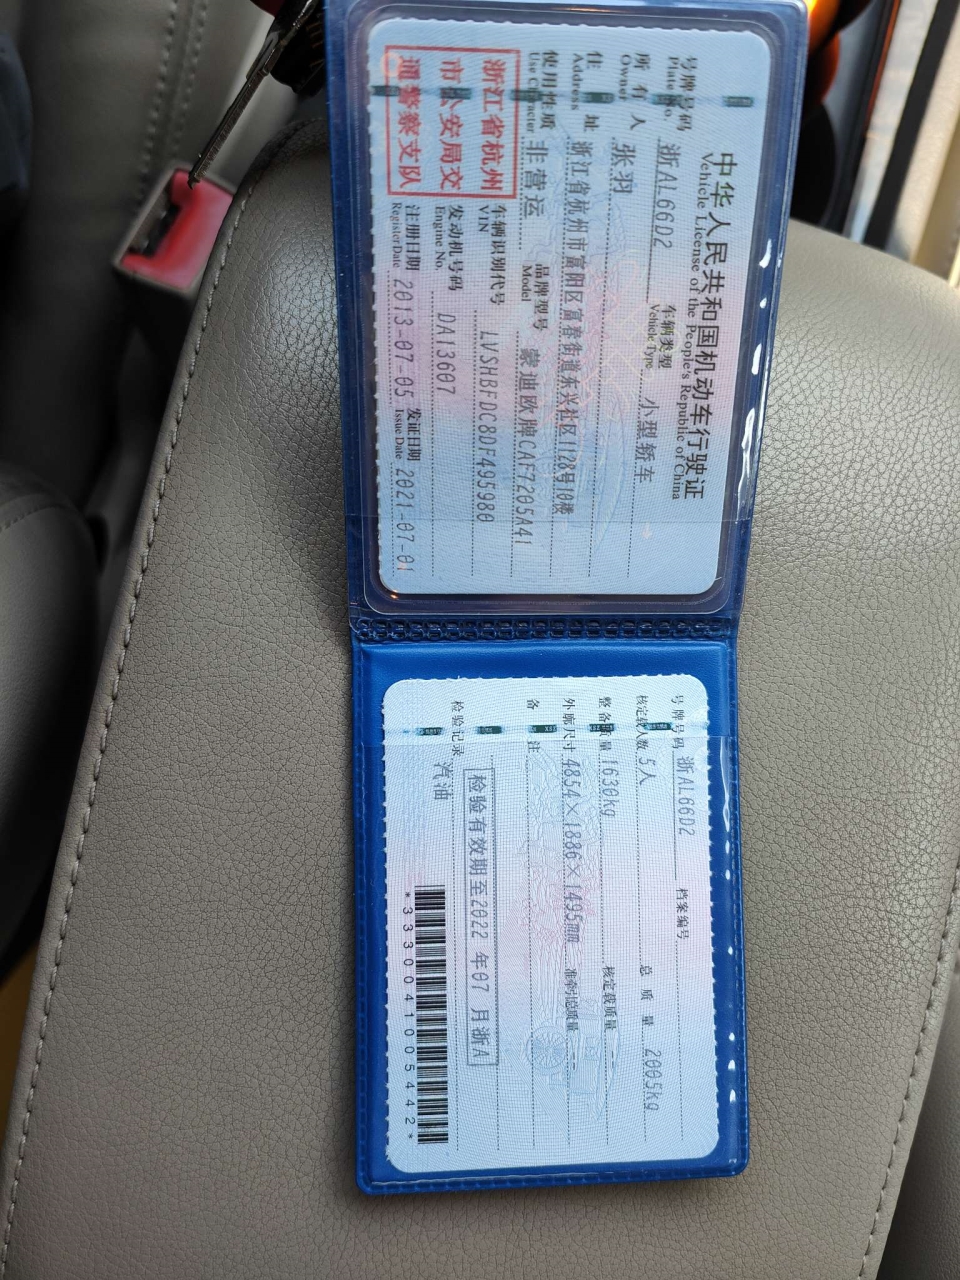 中华人民共和国机动车行驶证
Vehicle License of the People's Republic of China
号牌号码 浙AL66D2 车辆类型 小型轿车
Plate No. Vehicle Type
所有人 张羽
Owner
住址 浙江省杭州市富阳区富春街道东兴社区1128号10楼
Address
使用性质 非营运 品牌型号 蒙迪欧牌CAF7205A41
Use Character Model
浙江省杭州
市公安局交
通警察支队
车辆识别代号 LVSHBFDC8DF495980
VIN
发动机号码 DA13607
Engine No.
注册日期 2013-07-05 发证日期 2021-07-01
Register Date Issue Date
号牌号码 浙AL66D2 档案编号
核定载人数 5人 总质量 2005kg
整备质量 1630kg 核定载质量 --
外廓尺寸 4854×1886×1495mm 准牵引总质量 --
备注
检验有效期至2022年07月浙A
检验记录 汽油
*3330041005442*